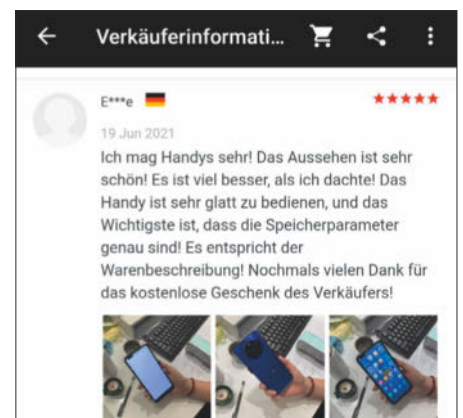 Verkäuferinformati...
E***e
19 Jun 2021
Ich mag Handys sehr! Das Aussehen ist sehr
schön! Es ist viel besser, als ich dachte! Das
Handy ist sehr glatt zu bedienen, und das
Wichtigste ist, dass die Speicherparameter
genau sind! Es entspricht der
Warenbeschreibung! Nochmals vielen Dank für
das kostenlose Geschenk des Verkäufers!